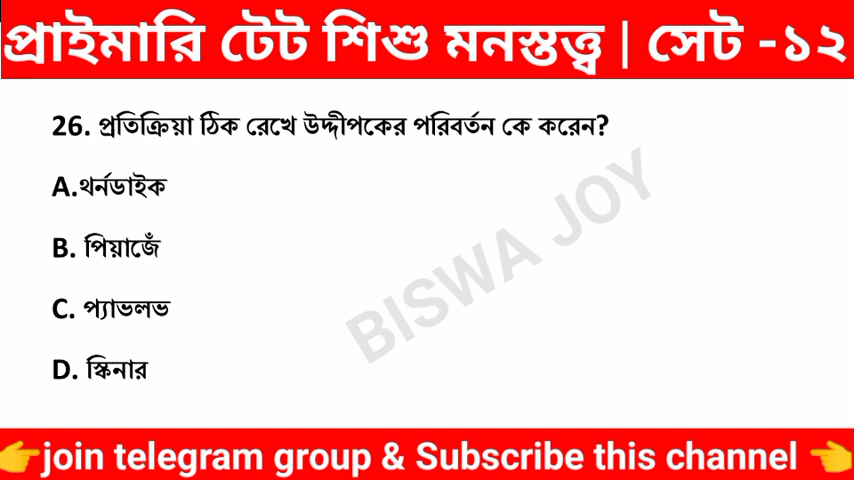 প্রাইমারি টেট শিশু মনস্তত্ত্ব | সেট -১২
26. প্রতিক্রিয়া ঠিক রেখে উদ্দীপকের পরিবর্তন কে করেন?
A.থর্নডাইক
B. পিয়াজেঁ
C. প্যাভলভ
D. স্কিনার
BISWA JOY
👉join telegram group & Subscribe this channel 👈